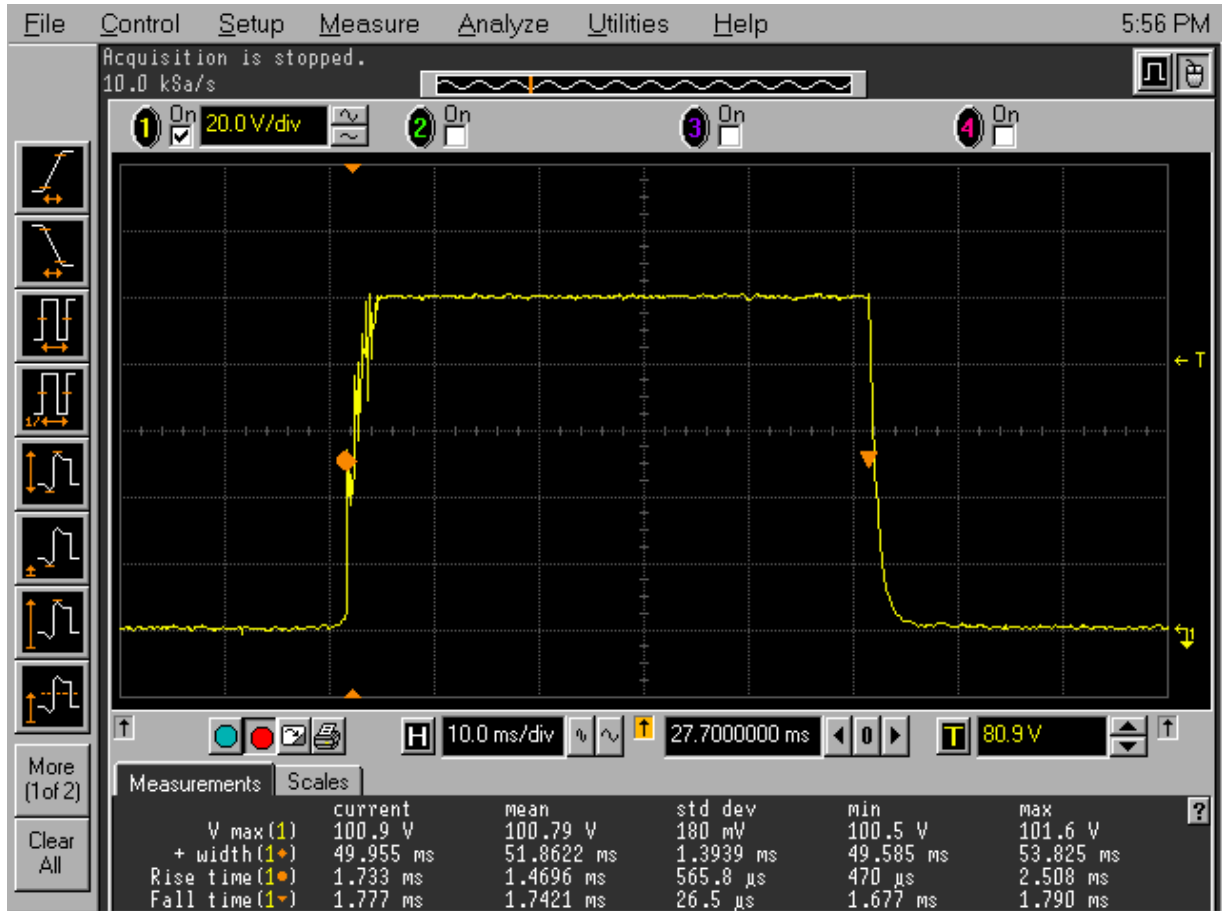 File Control Setup Measure Analyze Utilities Help 5:56 PM
Acquisition is stopped.
10.0 kSa/s
1 On 20.0 V/div 2 On 3 On 4 On
1/
← T
1
H 10.0 ms/div 27.7000000 ms 0 T 80.9 V
More
(1of 2)
Clear
All
Measurements Scales
current mean std dev min max ?
V max(1) 100.9 V 100.79 V 180 mV 100.5 V 101.6 V
+ width(1♦) 49.955 ms 51.8622 ms 1.3939 ms 49.585 ms 53.825 ms
Rise time(1●) 1.733 ms 1.4696 ms 565.8 µs 470 µs 2.508 ms
Fall time(1▾) 1.777 ms 1.7421 ms 26.5 µs 1.677 ms 1.790 ms